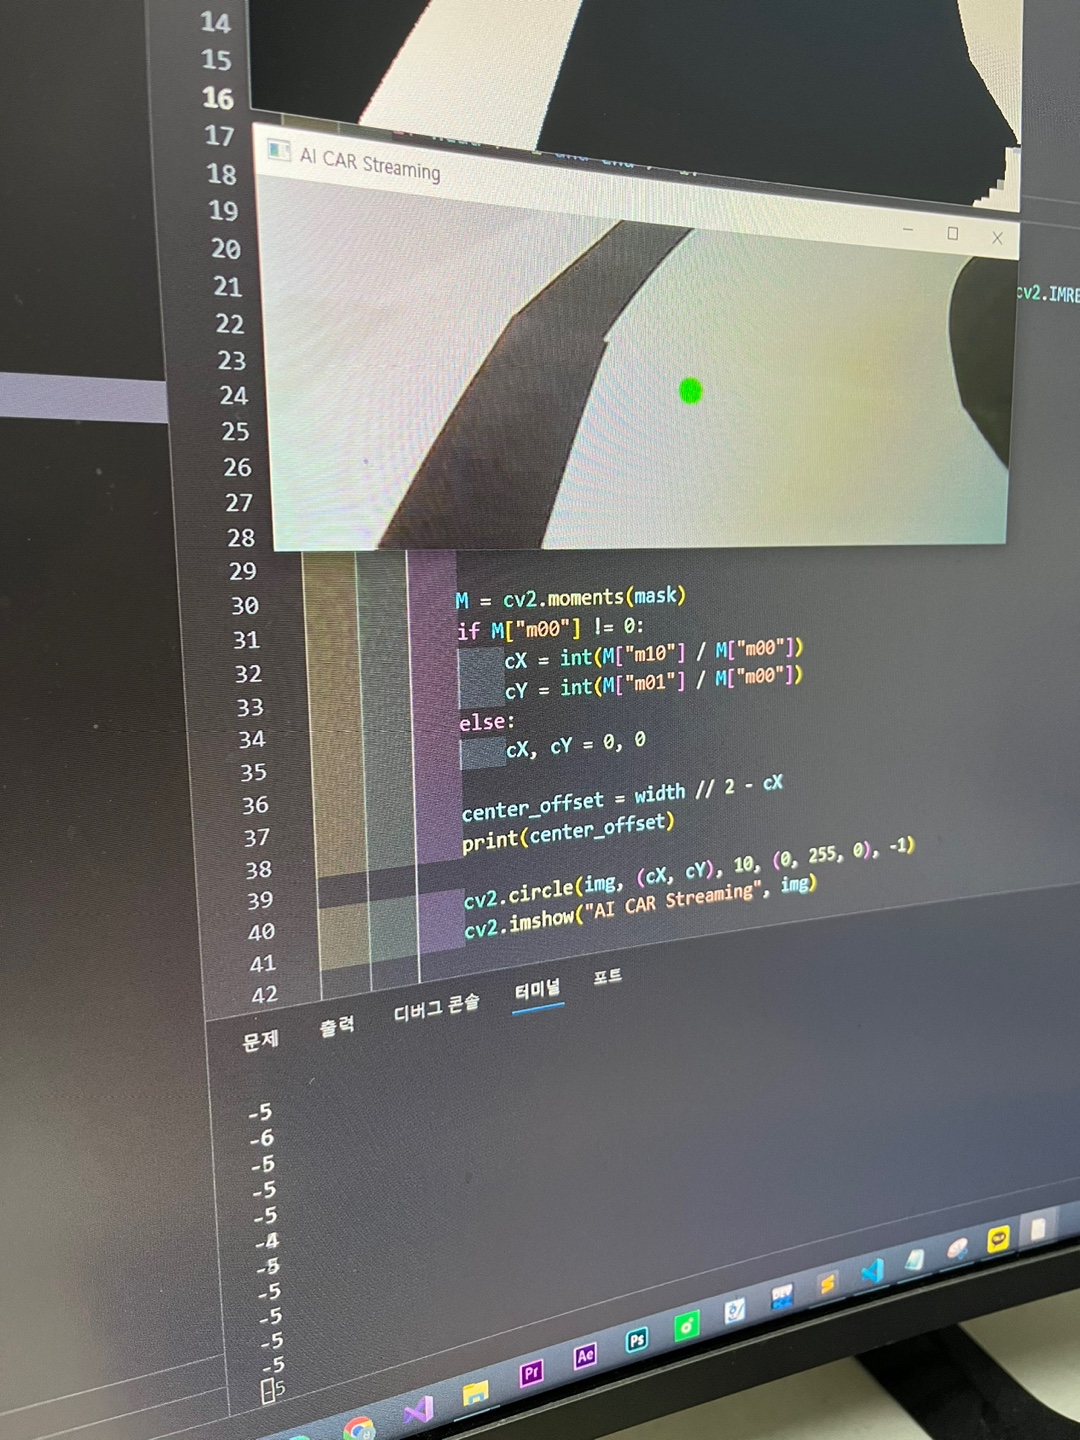 14
15
16
17
18
19
20
21
22
23
24
25
26
27
28
29
30
31
32
33
34
35
36
37
38
39
40
41
42
AI CAR Streaming
cv2.IMRE
M = cv2.moments(mask)
if M["m00"] != 0:
cX = int(M["m10"] / M["m00"])
cY = int(M["m01"] / M["m00"])
else:
cX, cY = 0, 0
center_offset = width // 2 - cX
print(center_offset)
cv2.circle(img, (cX, cY), 10, (0, 255, 0), -1)
cv2.imshow("AI CAR Streaming", img)
문제 출력 디버그 콘솔 터미널 포트
-5
-6
-5
-5
-5
-4
-5
-5
-5
-5
-5
-5
Pr Ae Ps DEV